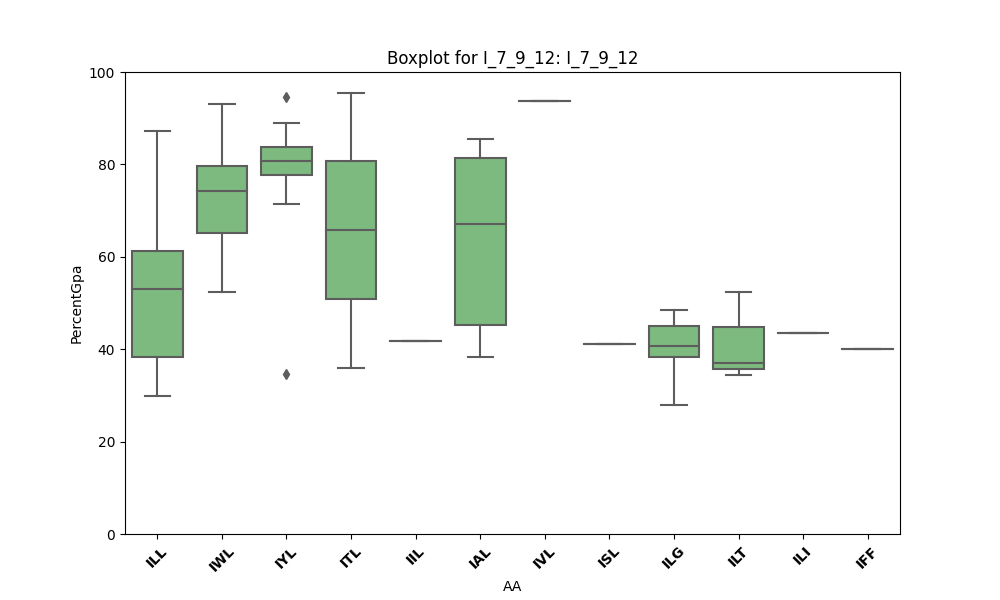 Boxplot for I_7_9_12: I_7_9_12
100
80
60
40
20
0
PercentGpa
ILL IWL IYL ITL IIL IAL IVL ISL ILG ILT ILI IFF
AA